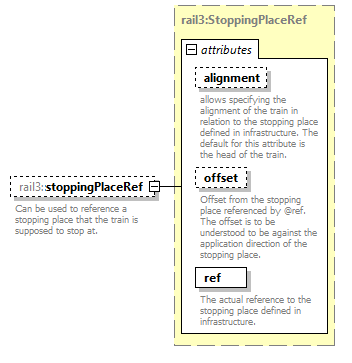 rail3:StoppingPlaceRef
attributes
alignment
allows specifying the
alignment of the train in
relation to the stopping place
defined in infrastructure. The
default for this attribute is
the head of the train.
offset
Offset from the stopping
place referenced by @ref.
The offset is to be
understood to be against the
application direction of the
stopping place.
ref
The actual reference to the
stopping place defined in
infrastructure.
rail3:stoppingPlaceRef
Can be used to reference a
stopping place that the train is
supposed to stop at.